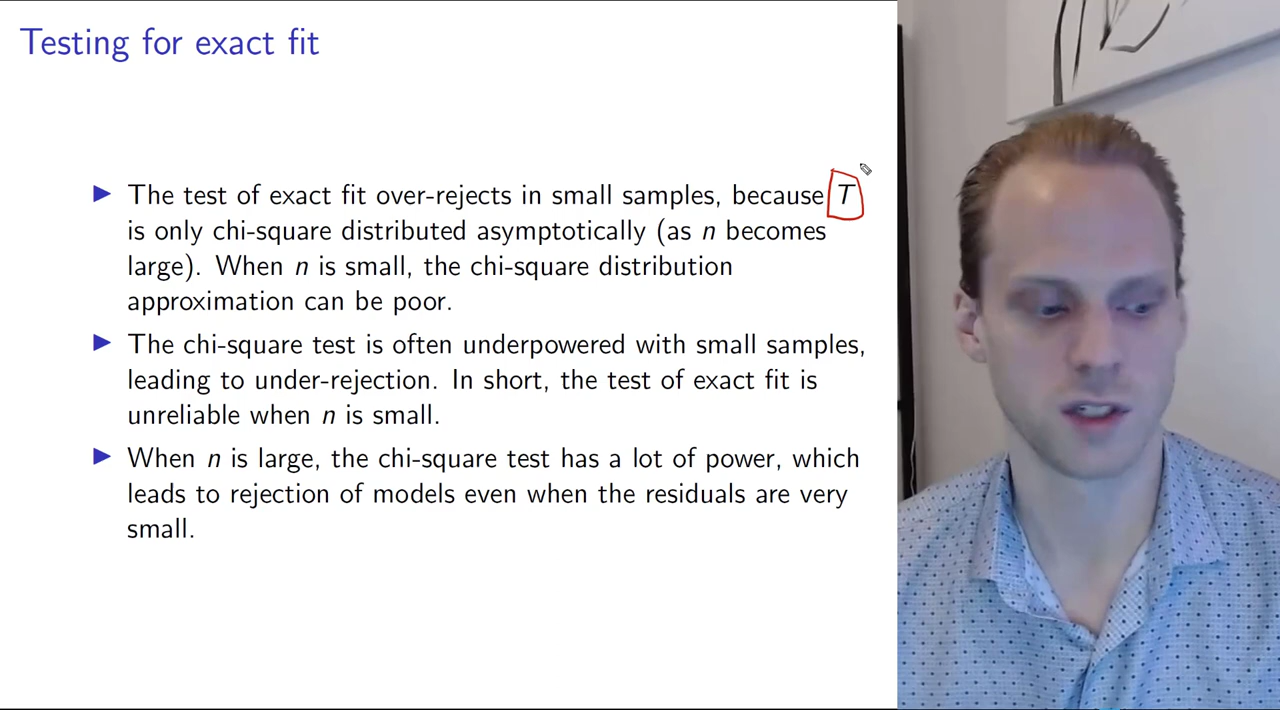 Testing for exact fit
▶ The test of exact fit over-rejects in small samples, because T
is only chi-square distributed asymptotically (as n becomes
large). When n is small, the chi-square distribution
approximation can be poor.
▶ The chi-square test is often underpowered with small samples,
leading to under-rejection. In short, the test of exact fit is
unreliable when n is small.
▶ When n is large, the chi-square test has a lot of power, which
leads to rejection of models even when the residuals are very
small.